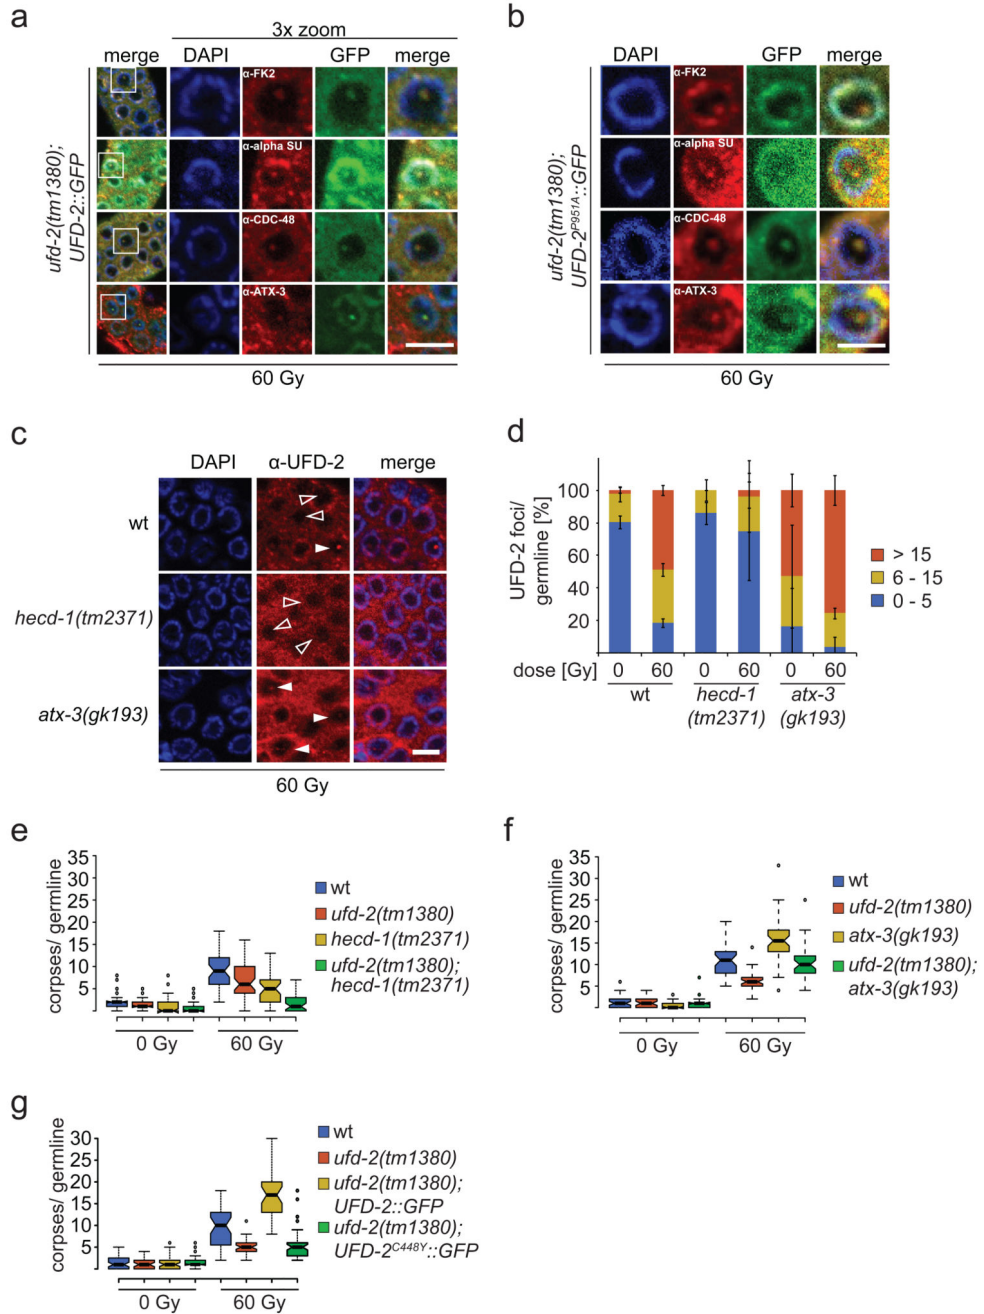 a
3x zoom
merge DAPI GFP merge
ufd-2(tm1380);
UFD-2::GFP
α-FK2
α-alpha SU
α-CDC-48
α-ATX-3
60 Gy
b
DAPI GFP merge
ufd-2(tm1380);
UFD-2P951A::GFP
α-FK2
α-alpha SU
α-CDC-48
α-ATX-3
60 Gy
c
DAPI α-UFD-2 merge
wt
hecd-1(tm2371)
atx-3(gk193)
60 Gy
d
UFD-2 foci/
germline [%]
100
80
60
40
20
> 15
6 - 15
0 - 5
dose [Gy] 0 60 0 60 0 60
wt hecd-1 atx-3
(tm2371) (gk193)
e
corpses/ germline
35
30
25
20
15
10
5
wt
ufd-2(tm1380)
hecd-1(tm2371)
ufd-2(tm1380);
hecd-1(tm2371)
0 Gy 60 Gy
f
corpses/ germline
35
30
25
20
15
10
5
wt
ufd-2(tm1380)
atx-3(gk193)
ufd-2(tm1380);
atx-3(gk193)
0 Gy 60 Gy
g
corpses/ germline
30
25
20
15
10
5
wt
ufd-2(tm1380)
ufd-2(tm1380);
UFD-2::GFP
ufd-2(tm1380);
UFD-2C448Y::GFP
0 Gy 60 Gy